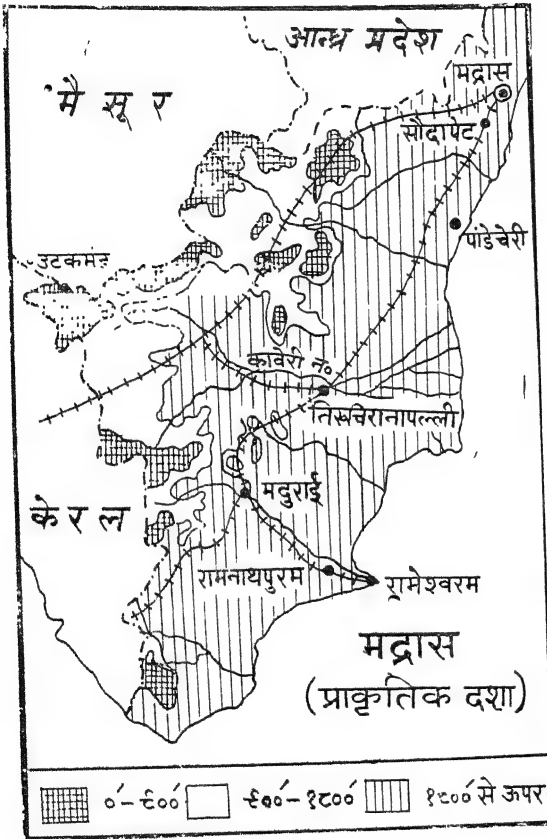 आन्ध्र प्रदेश
मैसूर
मद्रास
सौदापेट
पांडेचेरी
उटकमंड
कावेरी न०
तिरूचेरानापल्ली
मदुराई
केरल
रामनाथपुरम
रामेश्वरम
मद्रास
(प्राकृतिक दशा)
०′-६००′ ६००′-१८००′ १८००′ से ऊपर